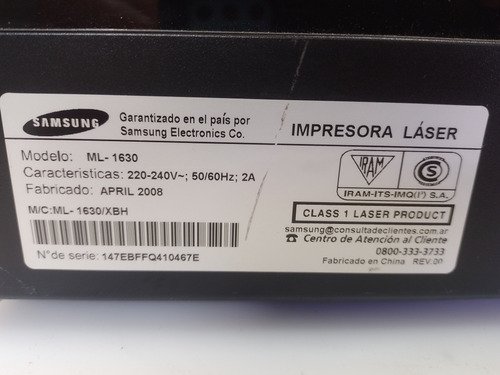 SAMSUNG
Garantizado en el país por
Samsung Electronics Co.
IMPRESORA LÁSER
Modelo: ML- 1630
Caracteristicas: 220-240V~; 50/60Hz; 2A
Fabricado: APRIL 2008
M/C:ML- 1630/XBH
N° de serie: 147EBFFQ410467E
IRAM
S
IRAM-ITS-IMQ(I²) S.A.
CLASS 1 LASER PRODUCT
samsung@consultadeclientes.com.ar
☎ Centro de Atención al Cliente
0800-333-3733
Fabricado en China REV:00